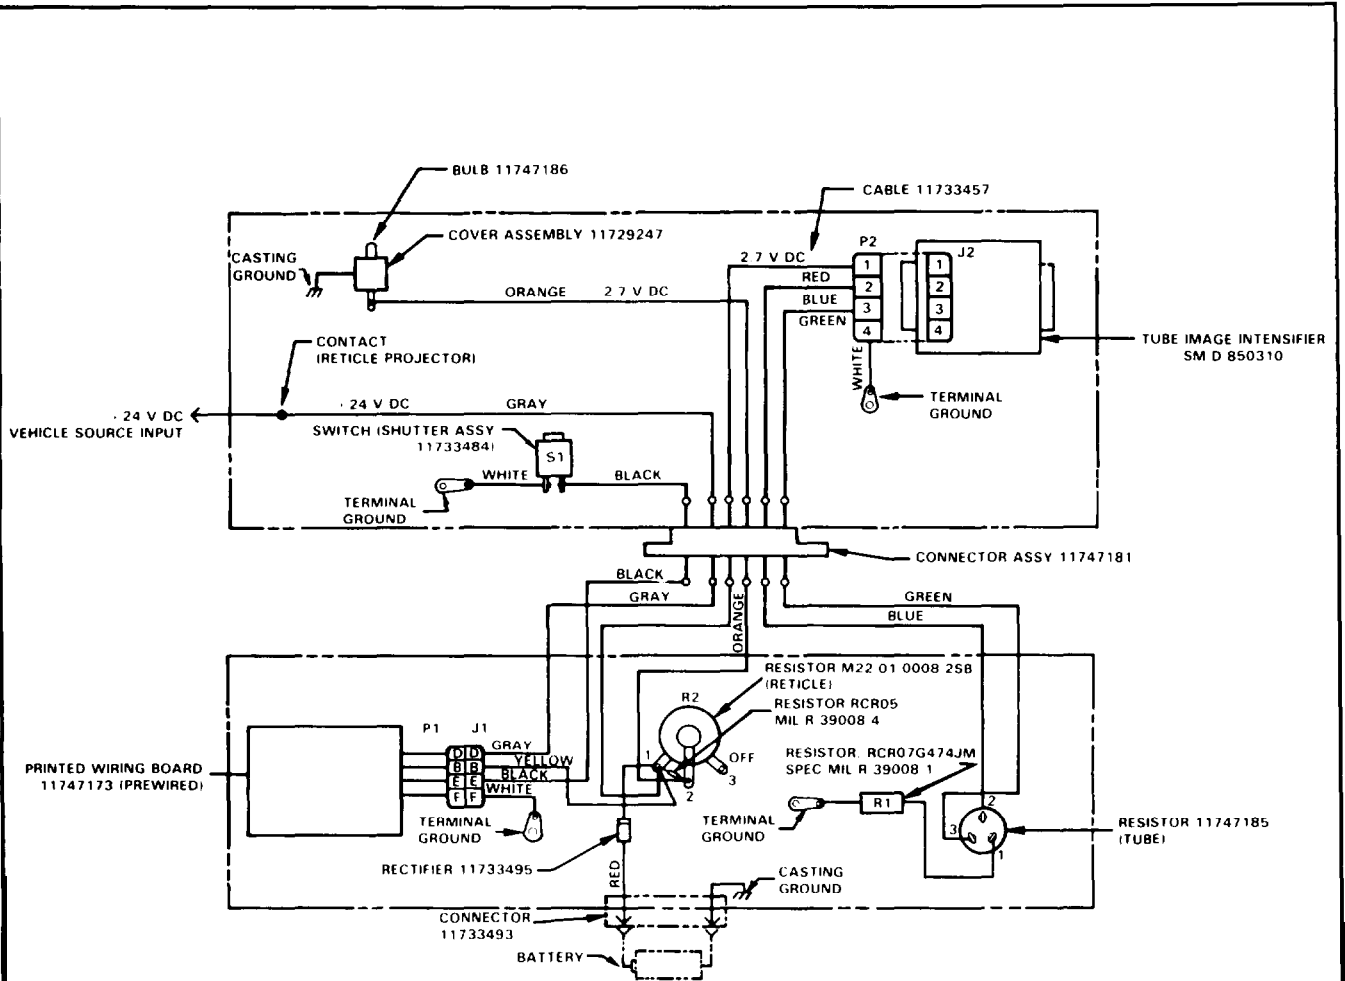 BULB 11747186
CABLE 11733457
COVER ASSEMBLY 11729247
P2
J2
CASTING
GROUND
2.7 V DC
1
1
RED
2
2
ORANGE
2 7 V DC
BLUE
3
3
GREEN
4
4
CONTACT
(RETICLE PROJECTOR)
TUBE IMAGE INTENSIFIER
SM D 850310
WHITE
TERMINAL
GROUND
24 V DC
VEHICLE SOURCE INPUT
24 V DC
GRAY
SWITCH (SHUTTER ASSY
11733484)
S1
WHITE
BLACK
TERMINAL
GROUND
CONNECTOR ASSY 11747181
BLACK
GRAY
ORANGE
GREEN
BLUE
RESISTOR M22 01 0008 2SB
(RETICLE)
R2
RESISTOR RCR05
MIL R 39008 4
P1
J1
GRAY
D
D
YELLOW
B
B
BLACK
E
E
WHITE
F
F
1
OFF
3
2
RESISTOR, RCR07G474JM
SPEC MIL R 39008 1
PRINTED WIRING BOARD
11747173 (PREWIRED)
R1
TERMINAL
GROUND
TERMINAL
GROUND
2
3
1
RESISTOR 11747185
(TUBE)
RECTIFIER 11733495
RED
CASTING
GROUND
CONNECTOR
11733493
BATTERY